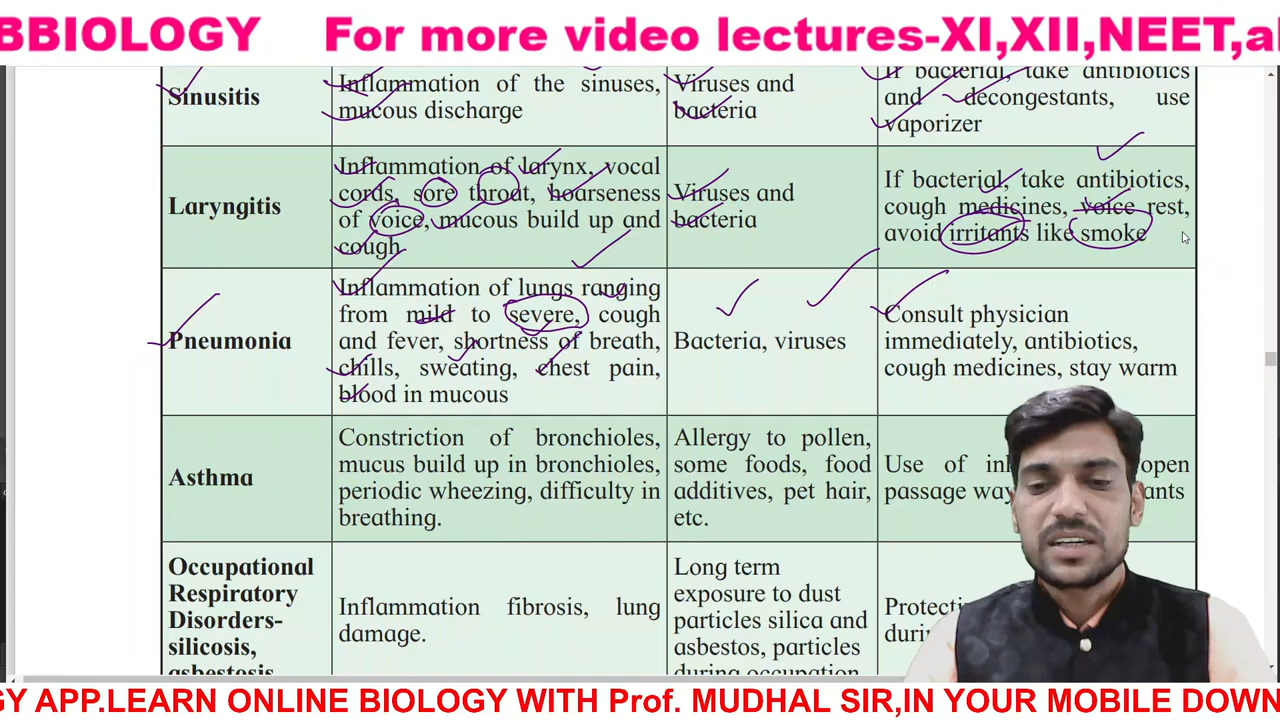 BBIOLOGY For more video lectures-XI,XII,NEET,al
Sinusitis
Inflammation of the sinuses,
mucous discharge
Viruses and
bacteria
If bacterial, take antibiotics
and decongestants, use
vaporizer
Laryngitis
Inflammation of larynx, vocal
cords, sore throat, hoarseness
of voice, mucous build up and
cough
Viruses and
bacteria
If bacterial, take antibiotics,
cough medicines, voice rest,
avoid irritants like smoke
Pneumonia
Inflammation of lungs ranging
from mild to severe, cough
and fever, shortness of breath,
chills, sweating, chest pain,
blood in mucous
Bacteria, viruses
Consult physician
immediately, antibiotics,
cough medicines, stay warm
Asthma
Constriction of bronchioles,
mucus build up in bronchioles,
periodic wheezing, difficulty in
breathing.
Allergy to pollen,
some foods, food
additives, pet hair,
etc.
Use of open
passage
Occupational
Respiratory
Disorders-
silicosis,
asbestosis
Inflammation fibrosis, lung
damage.
Long term
exposure to dust
particles silica and
asbestos, particles
during occupation
GY APP.LEARN ONLINE BIOLOGY WITH Prof. MUDHAL SIR,IN YOUR MOBILE DOWN